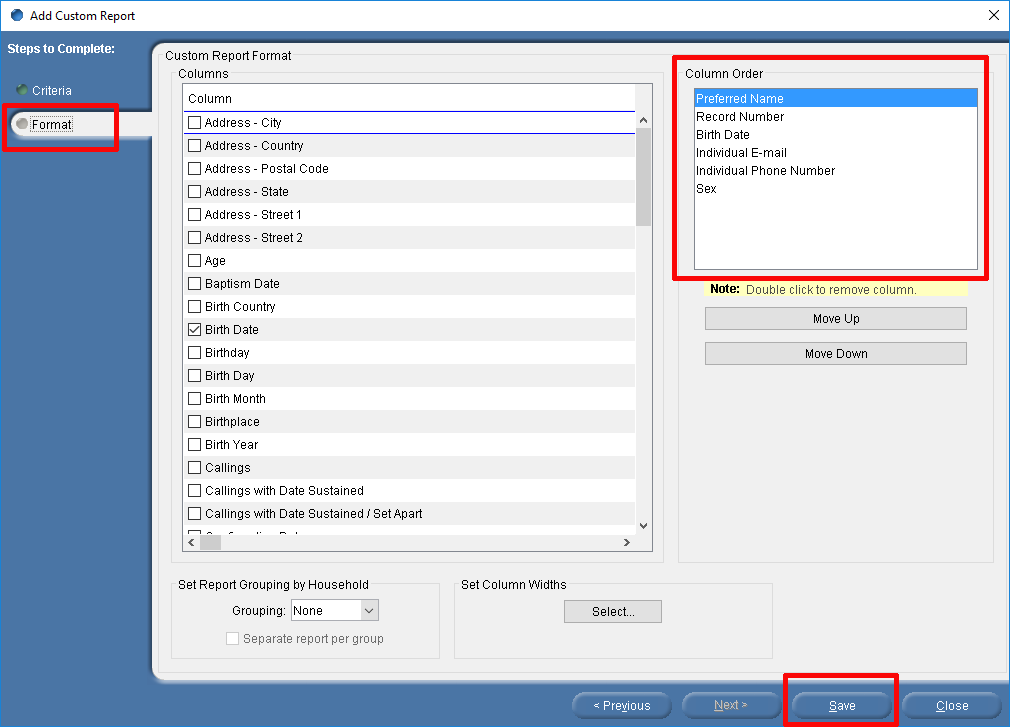 Add Custom Report
Steps to Complete:
Criteria
Format
Custom Report Format
Columns
Column
Address - City
Address - Country
Address - Postal Code
Address - State
Address - Street 1
Address - Street 2
Age
Baptism Date
Birth Country
Birth Date
Birthday
Birth Day
Birth Month
Birthplace
Birth Year
Callings
Callings with Date Sustained
Callings with Date Sustained / Set Apart
Column Order
Preferred Name
Record Number
Birth Date
Individual E-mail
Individual Phone Number
Sex
Note: Double click to remove column.
Move Up
Move Down
Set Report Grouping by Household
Grouping: None
Separate report per group
Set Column Widths
Select...
< Previous
Next >
Save
Close